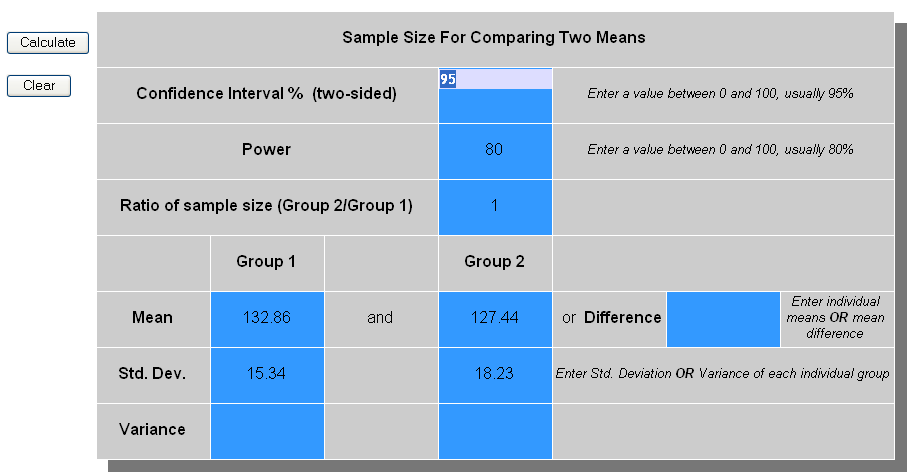 Calculate
Clear
Sample Size For Comparing Two Means
Confidence Interval % (two-sided)
95
Enter a value between 0 and 100, usually 95%
Power
80
Enter a value between 0 and 100, usually 80%
Ratio of sample size (Group 2/Group 1)
1
Group 1
Group 2
Mean
132.86
and
127.44
or Difference
Enter individual
means OR mean
difference
Std. Dev.
15.34
18.23
Enter Std. Deviation OR Variance of each individual group
Variance